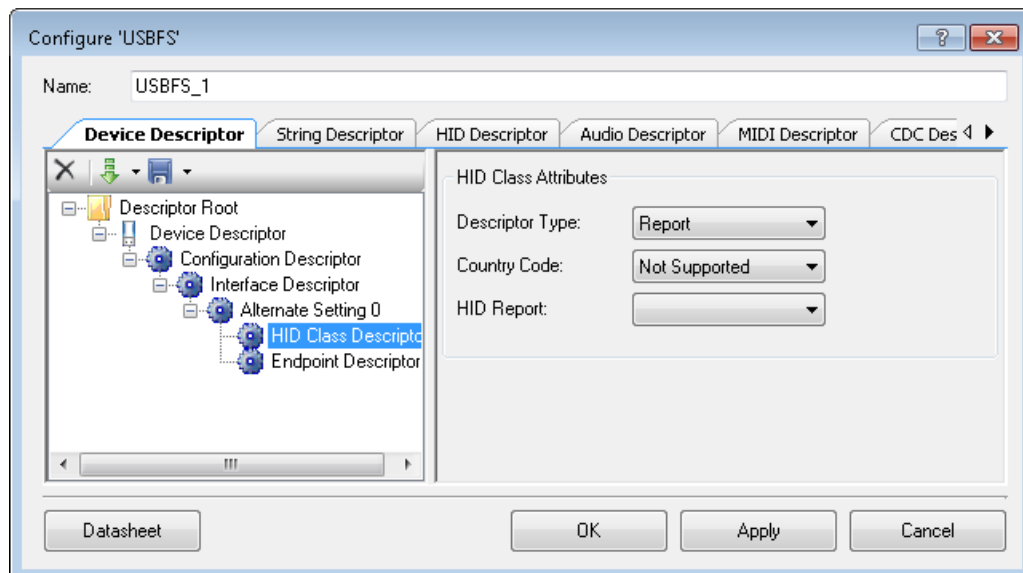 Configure 'USBFS'
Name: USBFS_1
Device Descriptor String Descriptor HID Descriptor Audio Descriptor MIDI Descriptor CDC Des
Descriptor Root
Device Descriptor
Configuration Descriptor
Interface Descriptor
Alternate Setting 0
HID Class Descripto
Endpoint Descriptor
HID Class Attributes
Descriptor Type: Report
Country Code: Not Supported
HID Report:
Datasheet OK Apply Cancel